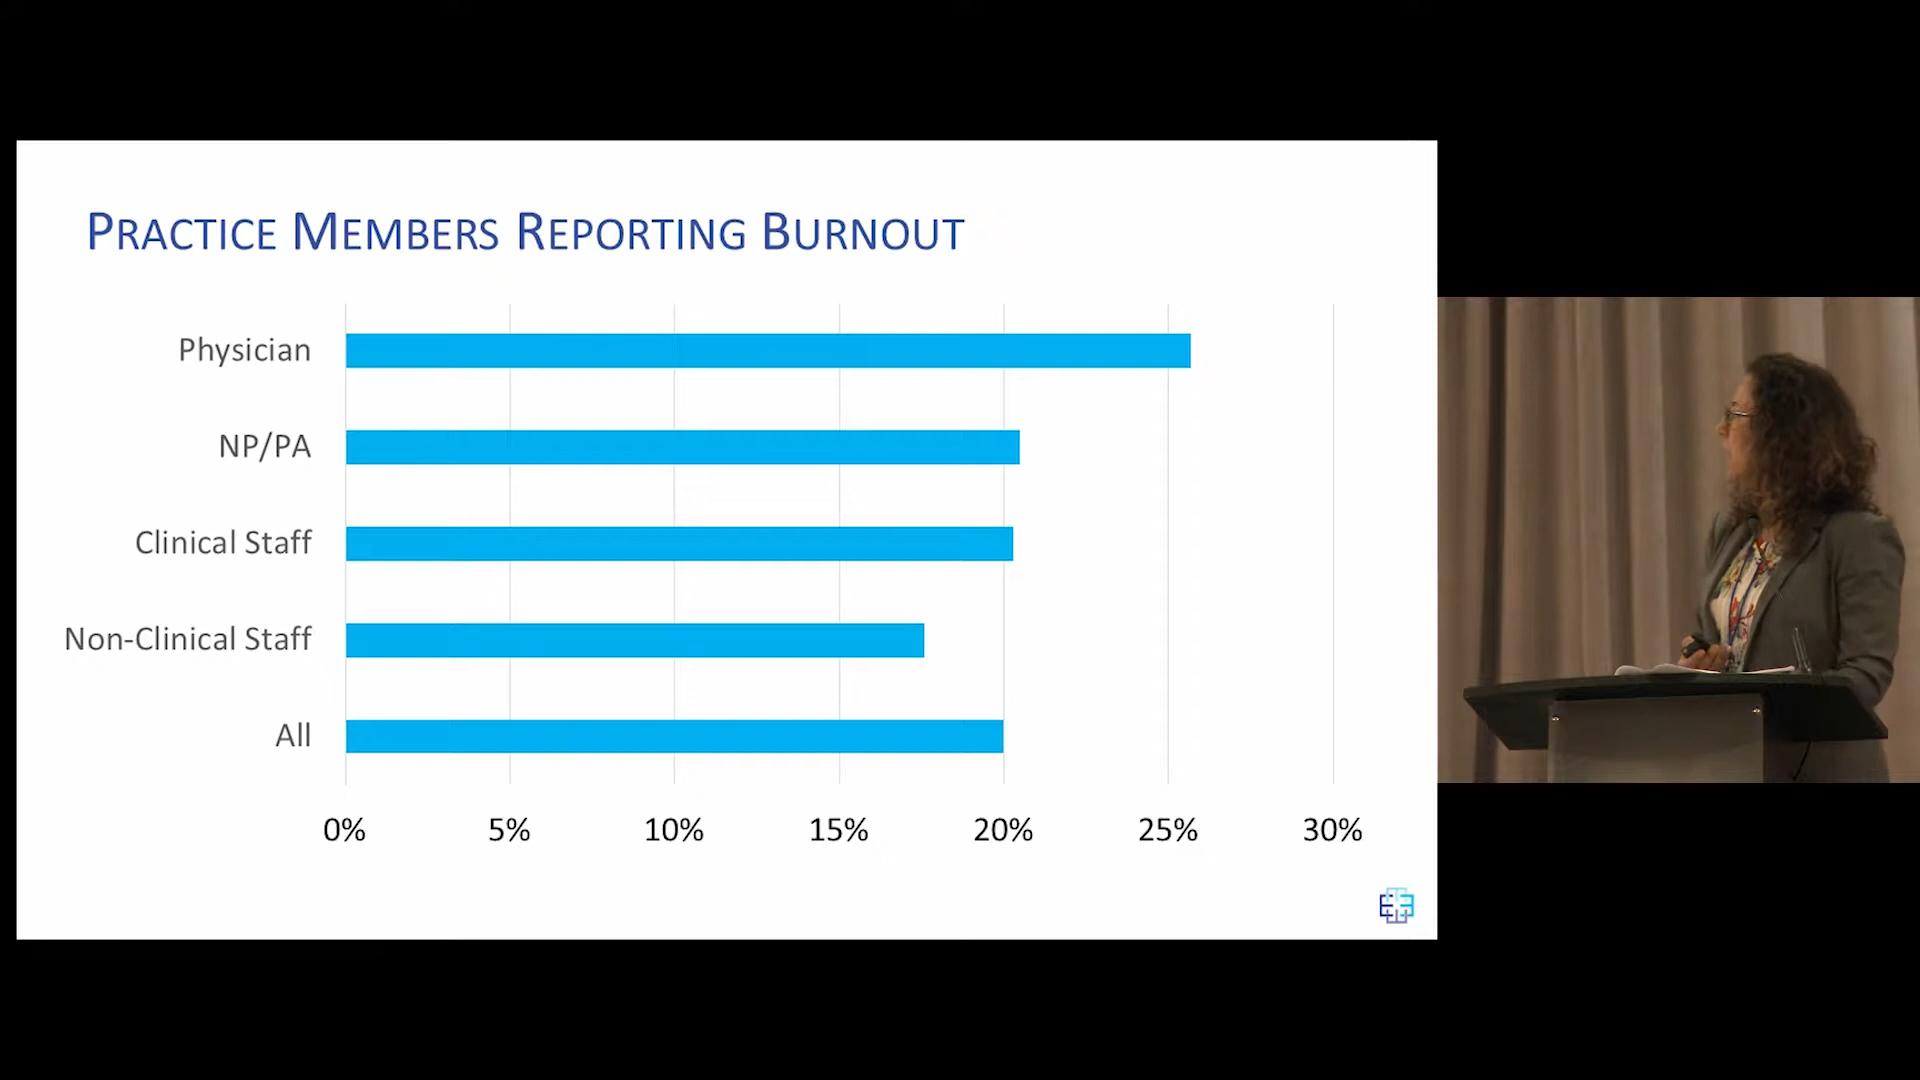 PRACTICE MEMBERS REPORTING BURNOUT
Physician
NP/PA
Clinical Staff
Non-Clinical Staff
All
0% 5% 10% 15% 20% 25% 30%